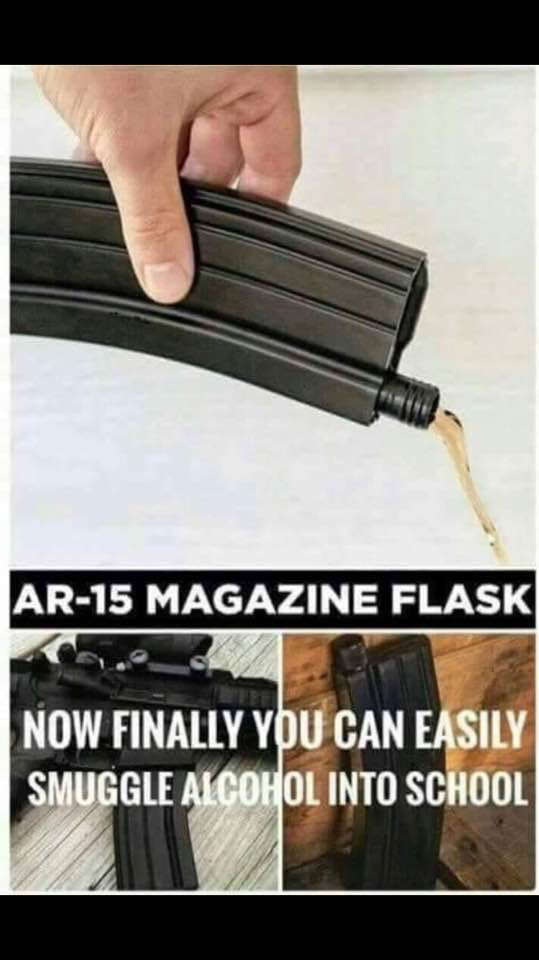 AR-15 MAGAZINE FLASK
NOW FINALLY YOU CAN EASILY
SMUGGLE ALCOHOL INTO SCHOOL